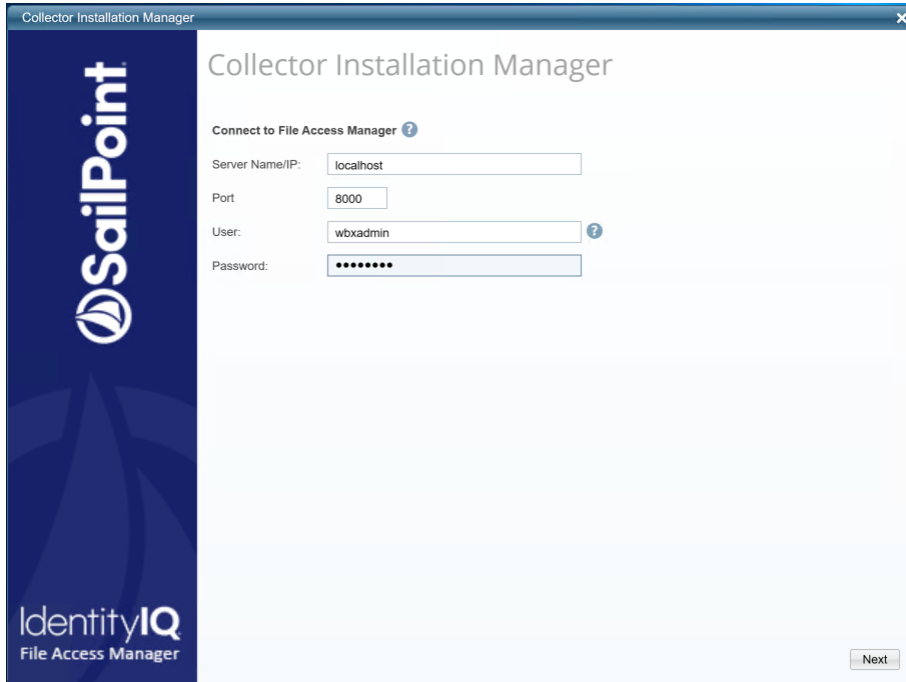 Collector Installation Manager
SailPoint
Collector Installation Manager
Connect to File Access Manager ?
Server Name/IP: localhost
Port 8000
User: wbxadmin ?
Password: ••••••••
IdentityIQ
File Access Manager
Next